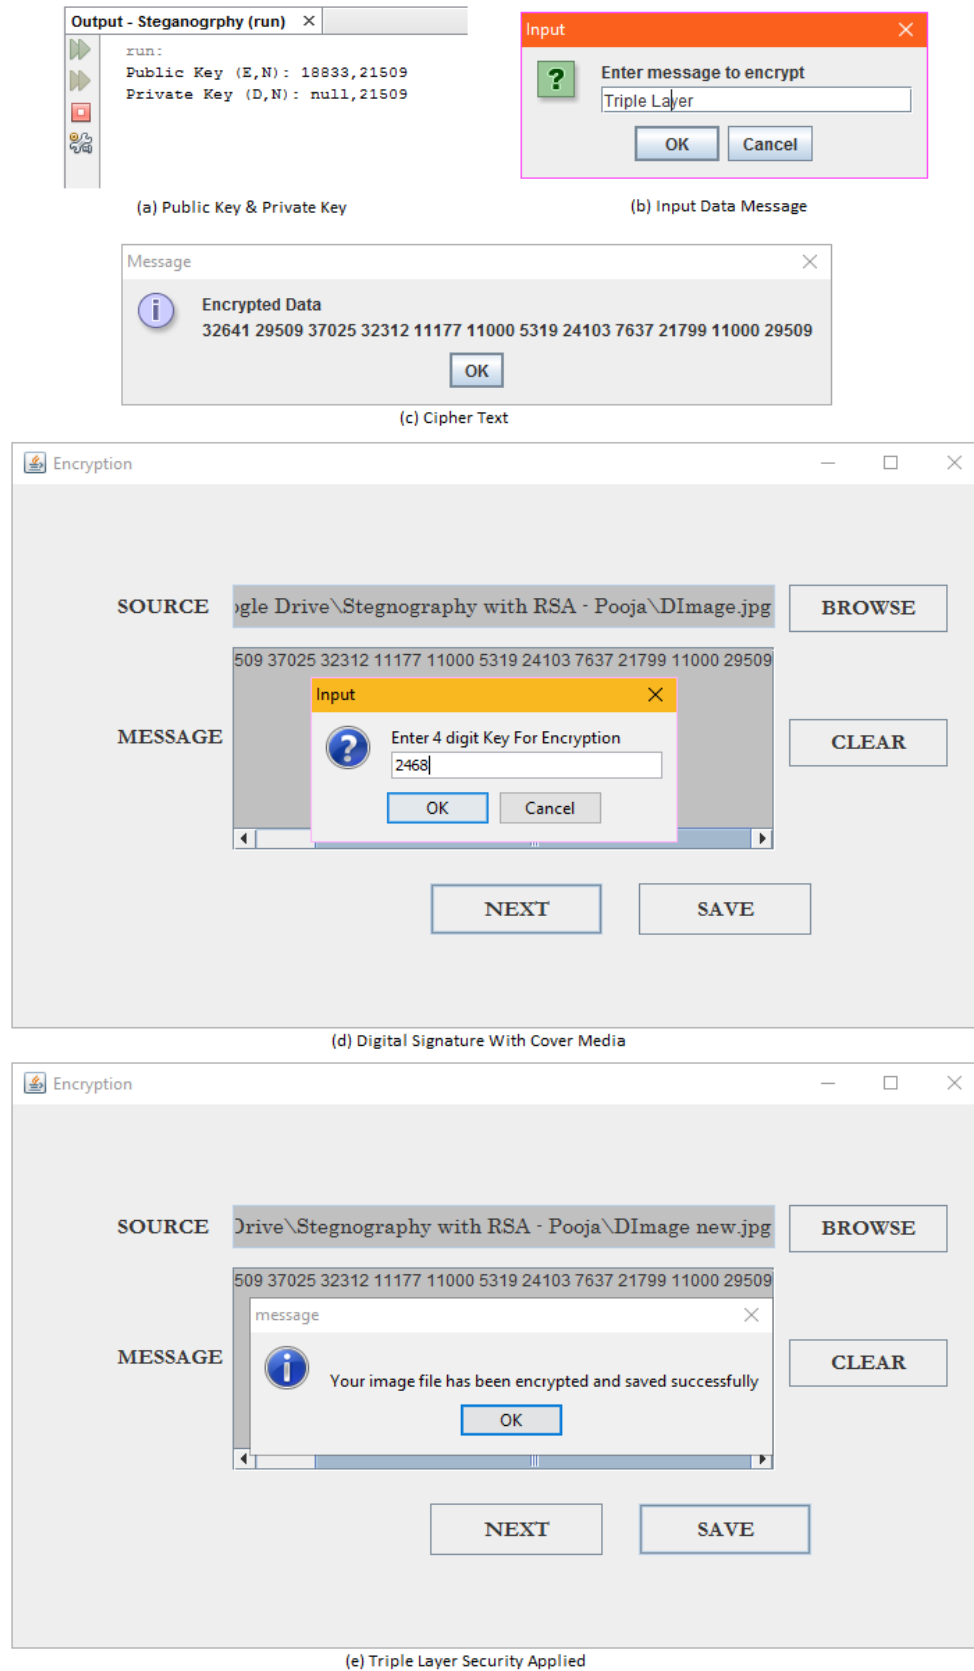 Output - Steganogrphy (run) ×
run:
Public Key (E,N): 18833,21509
Private Key (D,N): null,21509
(a) Public Key & Private Key
Input
Enter message to encrypt
Triple Layer
OK Cancel
(b) Input Data Message
Message
Encrypted Data
32641 29509 37025 32312 11177 11000 5319 24103 7637 21799 11000 29509
OK
(c) Cipher Text
Encryption
SOURCE ogle Drive\Stegnography with RSA - Pooja\DImage.jpg BROWSE
509 37025 32312 11177 11000 5319 24103 7637 21799 11000 29509
Input
MESSAGE
Enter 4 digit Key For Encryption
2468
CLEAR
OK Cancel
NEXT SAVE
(d) Digital Signature With Cover Media
Encryption
SOURCE Drive\Stegnography with RSA - Pooja\DImage new.jpg BROWSE
509 37025 32312 11177 11000 5319 24103 7637 21799 11000 29509
message
MESSAGE
Your image file has been encrypted and saved successfully
CLEAR
OK
NEXT SAVE
(e) Triple Layer Security Applied